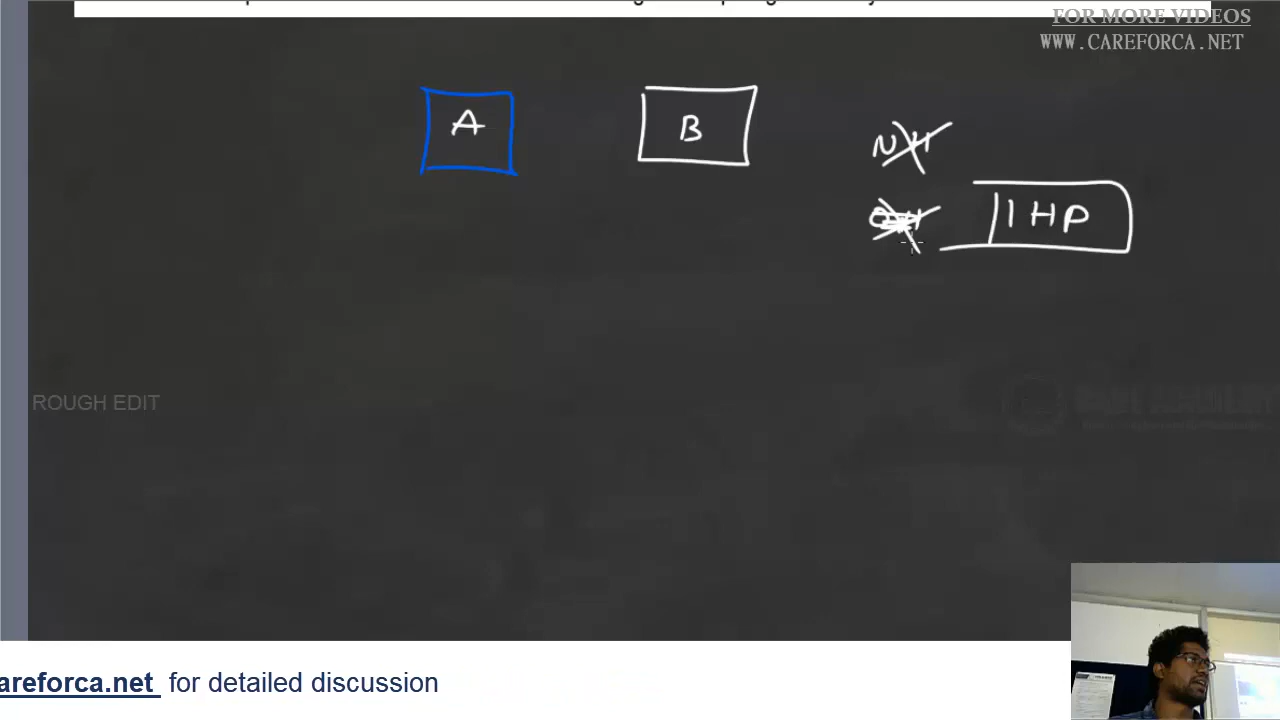 FOR MORE VIDEOS
WWW.CAREFORCA.NET
A
B
1 HP
ROUGH EDIT
areforca.net for detailed discussion